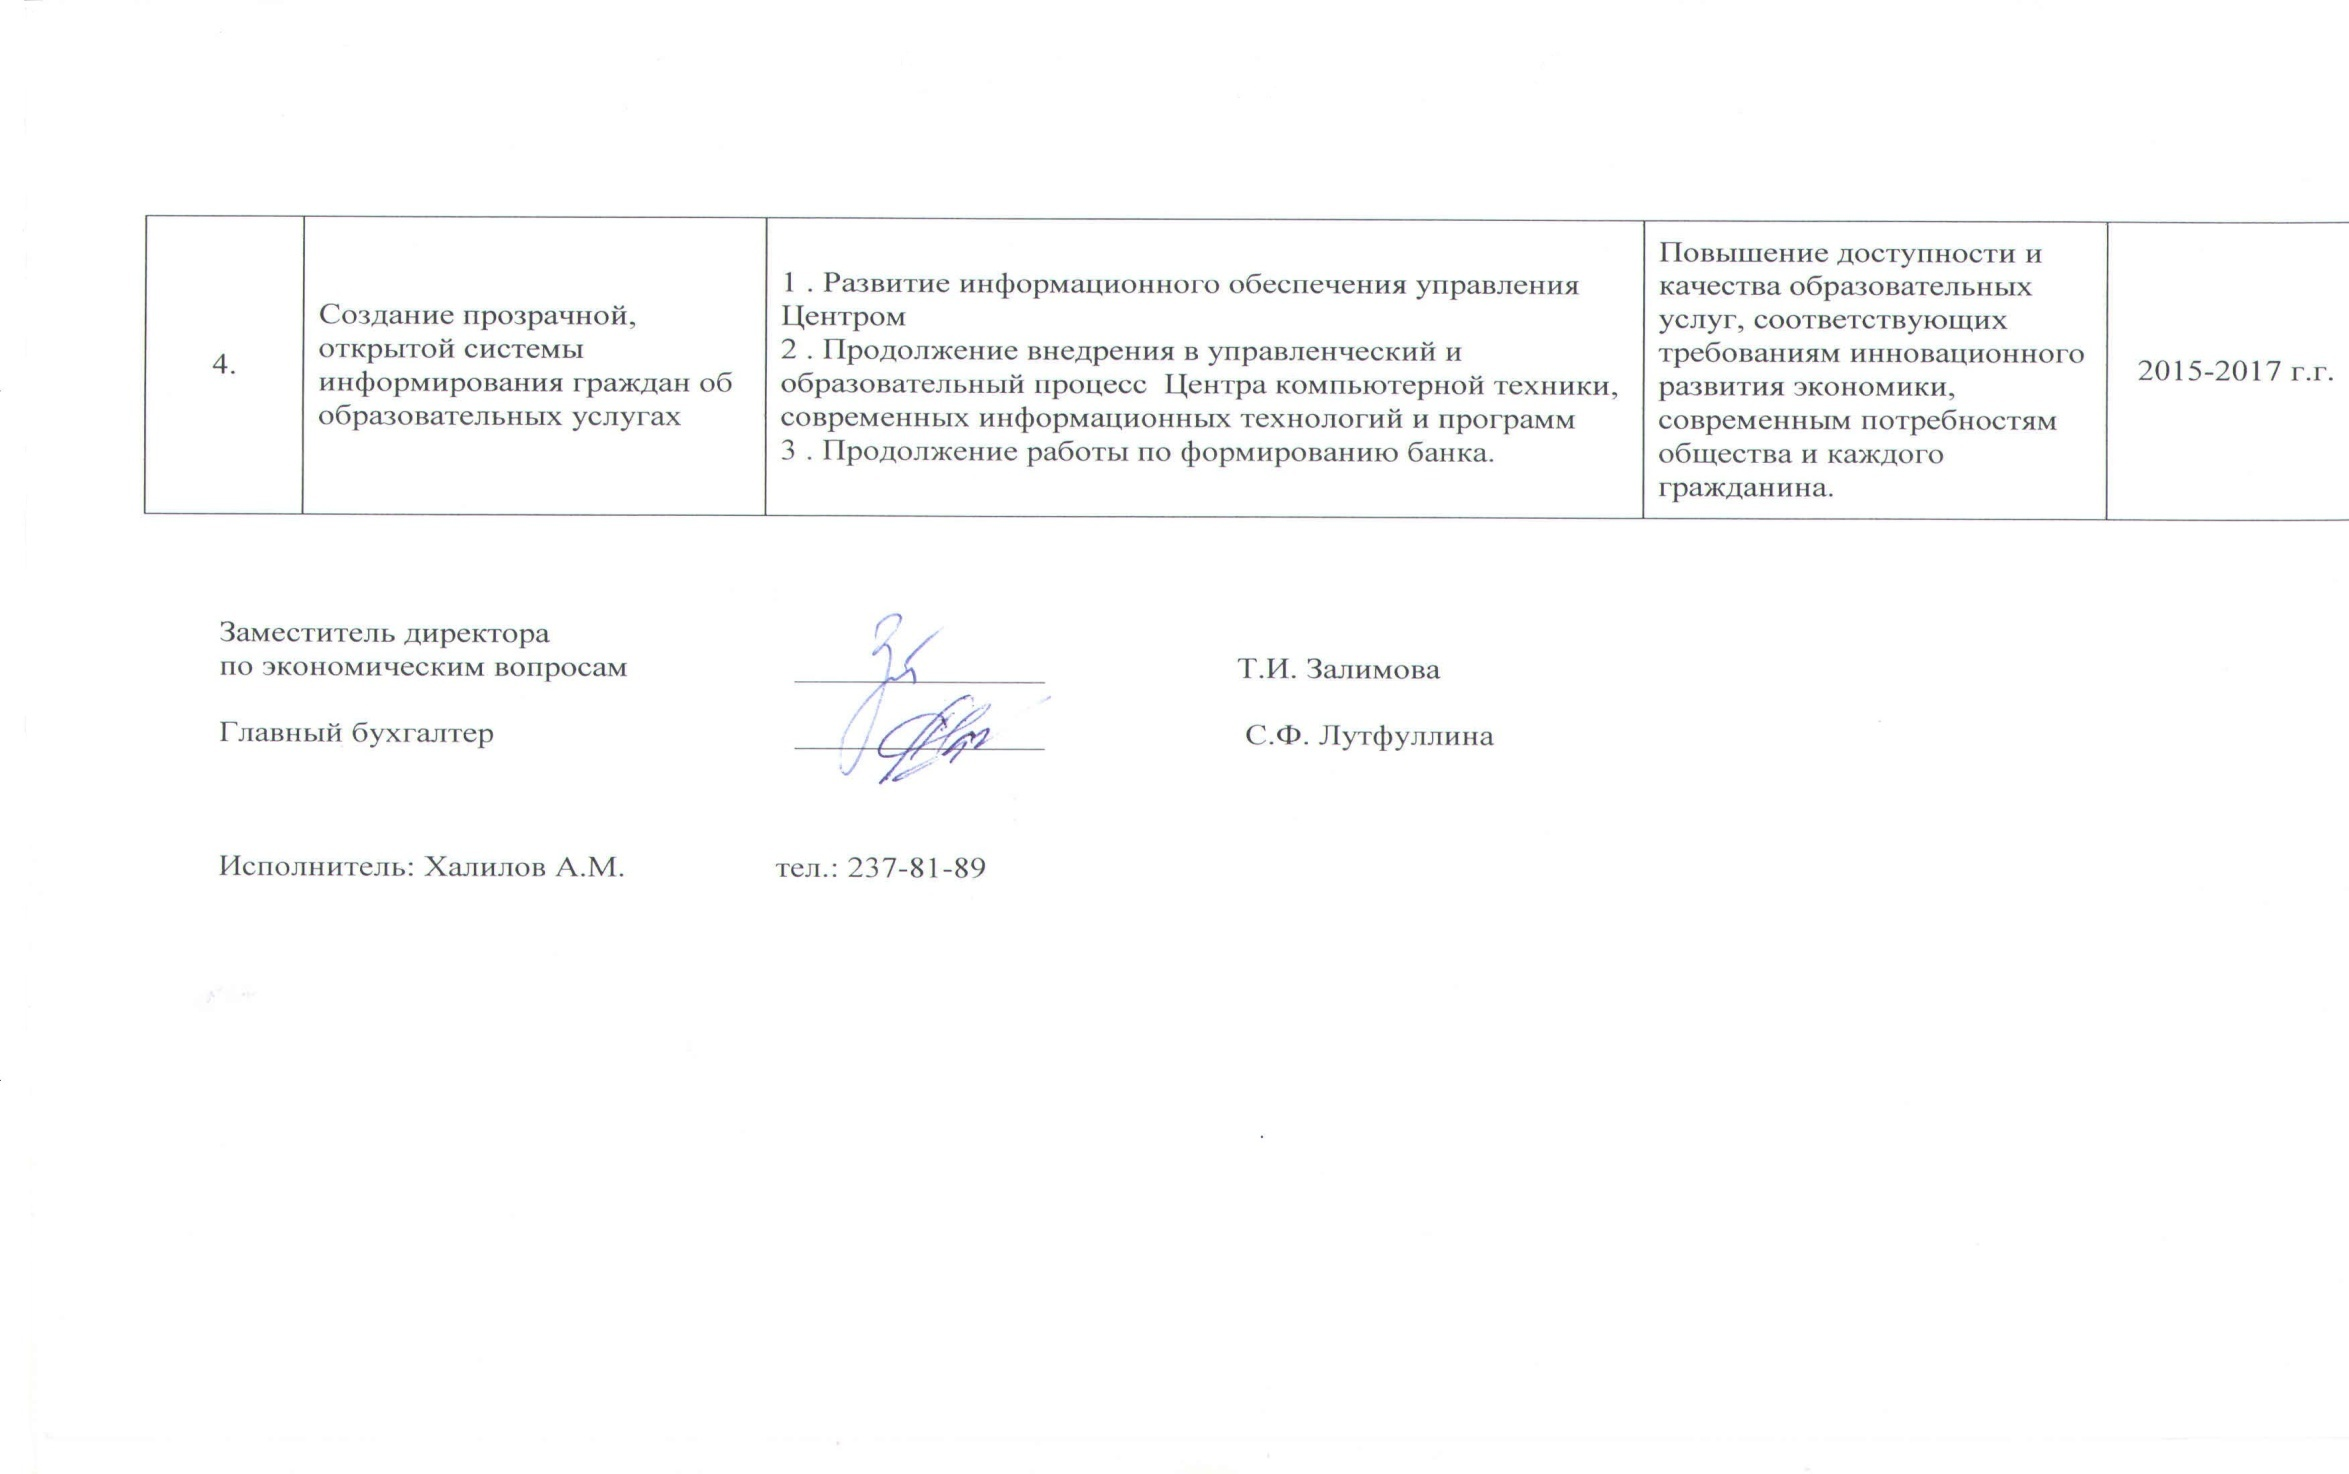 4.
Создание прозрачной,
открытой системы
информирования граждан об
образовательных услугах
1 . Развитие информационного обеспечения управления
Центром
2 . Продолжение внедрения в управленческий и
образовательный процесс Центра компьютерной техники,
современных информационных технологий и программ
3 . Продолжение работы по формированию банка.
Повышение доступности и
качества образовательных
услуг, соответствующих
требованиям инновационного
развития экономики,
современным потребностям
общества и каждого
гражданина.
2015-2017 г.г.
Заместитель директора
по экономическим вопросам
Т.И. Залимова
Главный бухгалтер
С.Ф. Лутфуллина
Исполнитель: Халилов А.М. тел.: 237-81-89